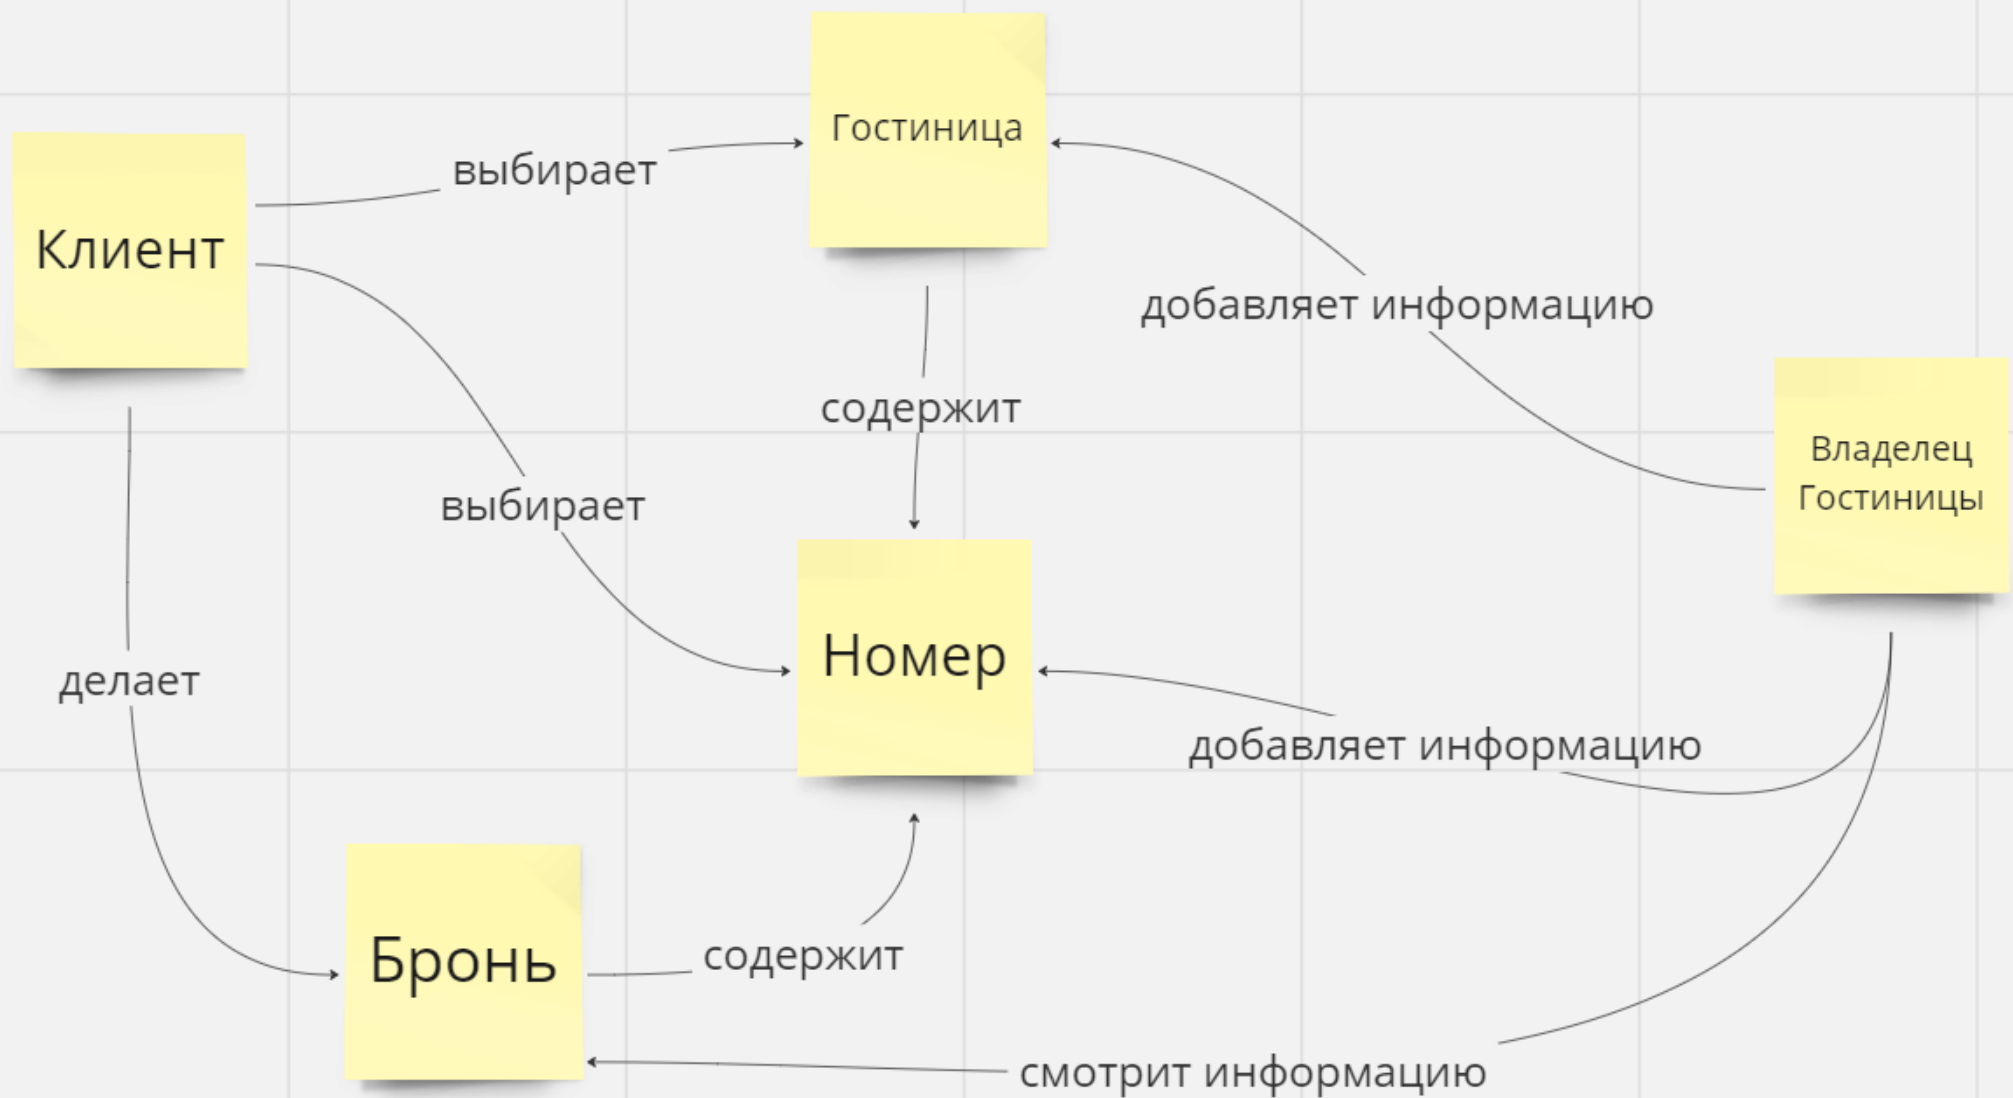 Гостиница
выбирает
Клиент
добавляет информацию
содержит
Владелец
Гостиницы
выбирает
Номер
делает
добавляет информацию
Бронь
содержит
смотрит информацию